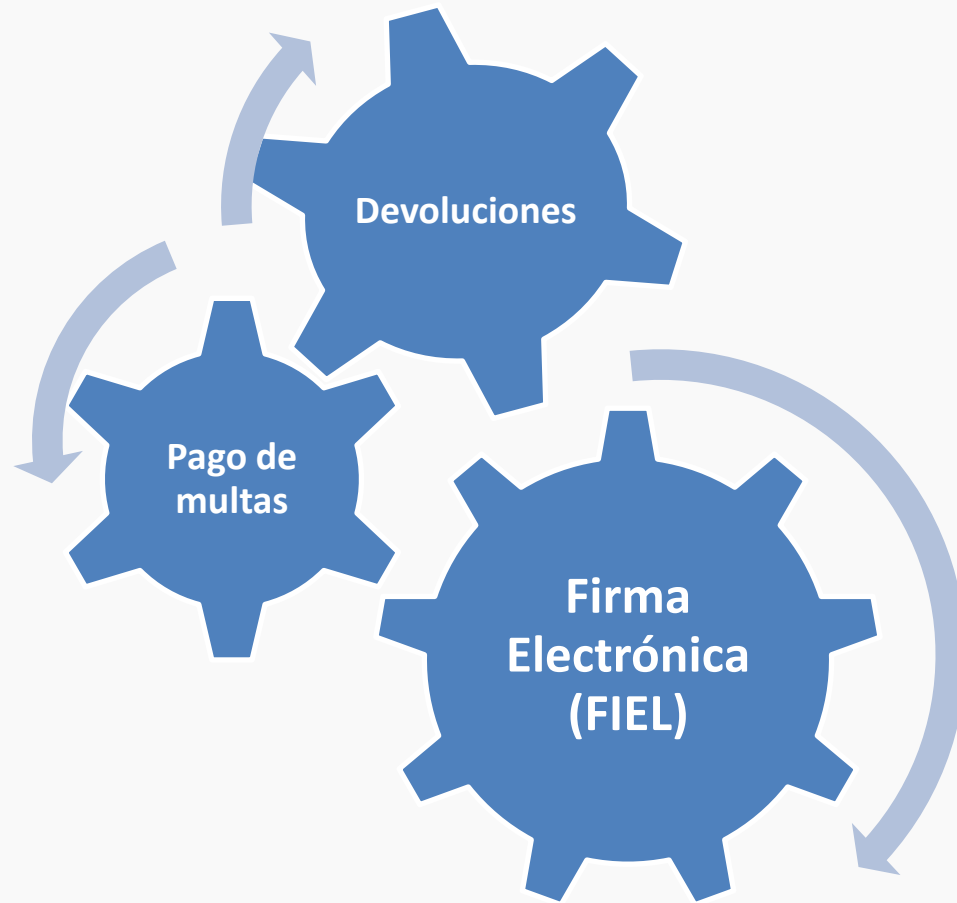 Devoluciones
Pago de
multas
Firma
Electrónica
(FIEL)